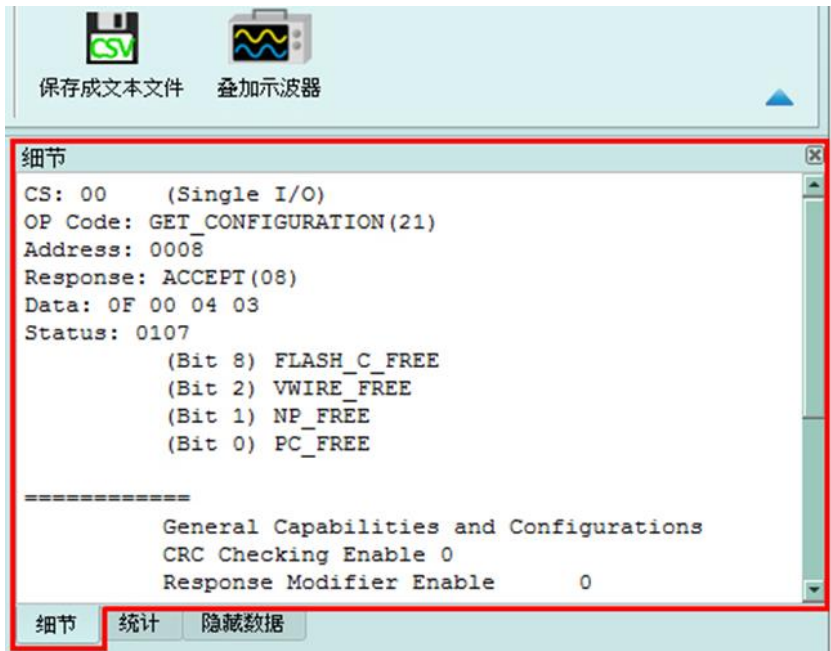 CSV
保存成文本文件 叠加示波器
细节
CS: 00 (Single I/O)
OP Code: GET_CONFIGURATION(21)
Address: 0008
Response: ACCEPT(08)
Data: 0F 00 04 03
Status: 0107
(Bit 8) FLASH_C_FREE
(Bit 2) VWIRE_FREE
(Bit 1) NP_FREE
(Bit 0) PC_FREE
============
General Capabilities and Configurations
CRC Checking Enable 0
Response Modifier Enable 0
细节 统计 隐藏数据